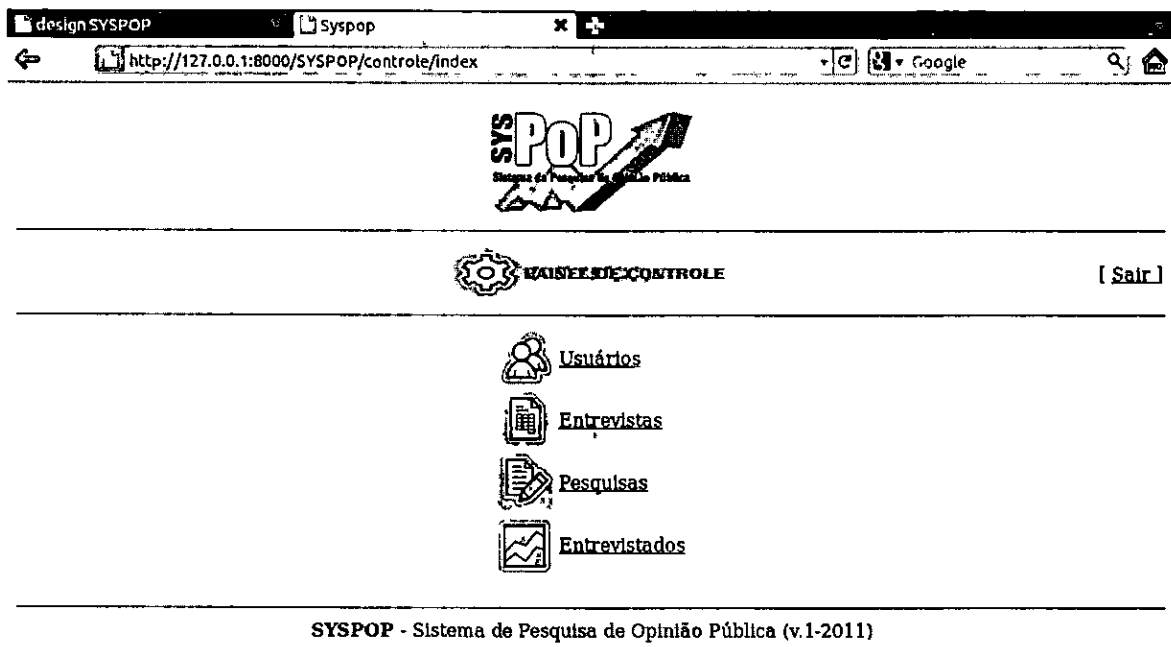 design SYSPOP
Syspop
http://127.0.0.1:8000/SYSPOP/controle/index
Google
SYS PoP
Sistema de Pesquisa de Opinião Pública
PAINEL DE CONTROLE
[ Sair ]
Usuários
Entrevistas
Pesquisas
Entrevistados
SYSPOP - Sistema de Pesquisa de Opinião Pública (v.1-2011)